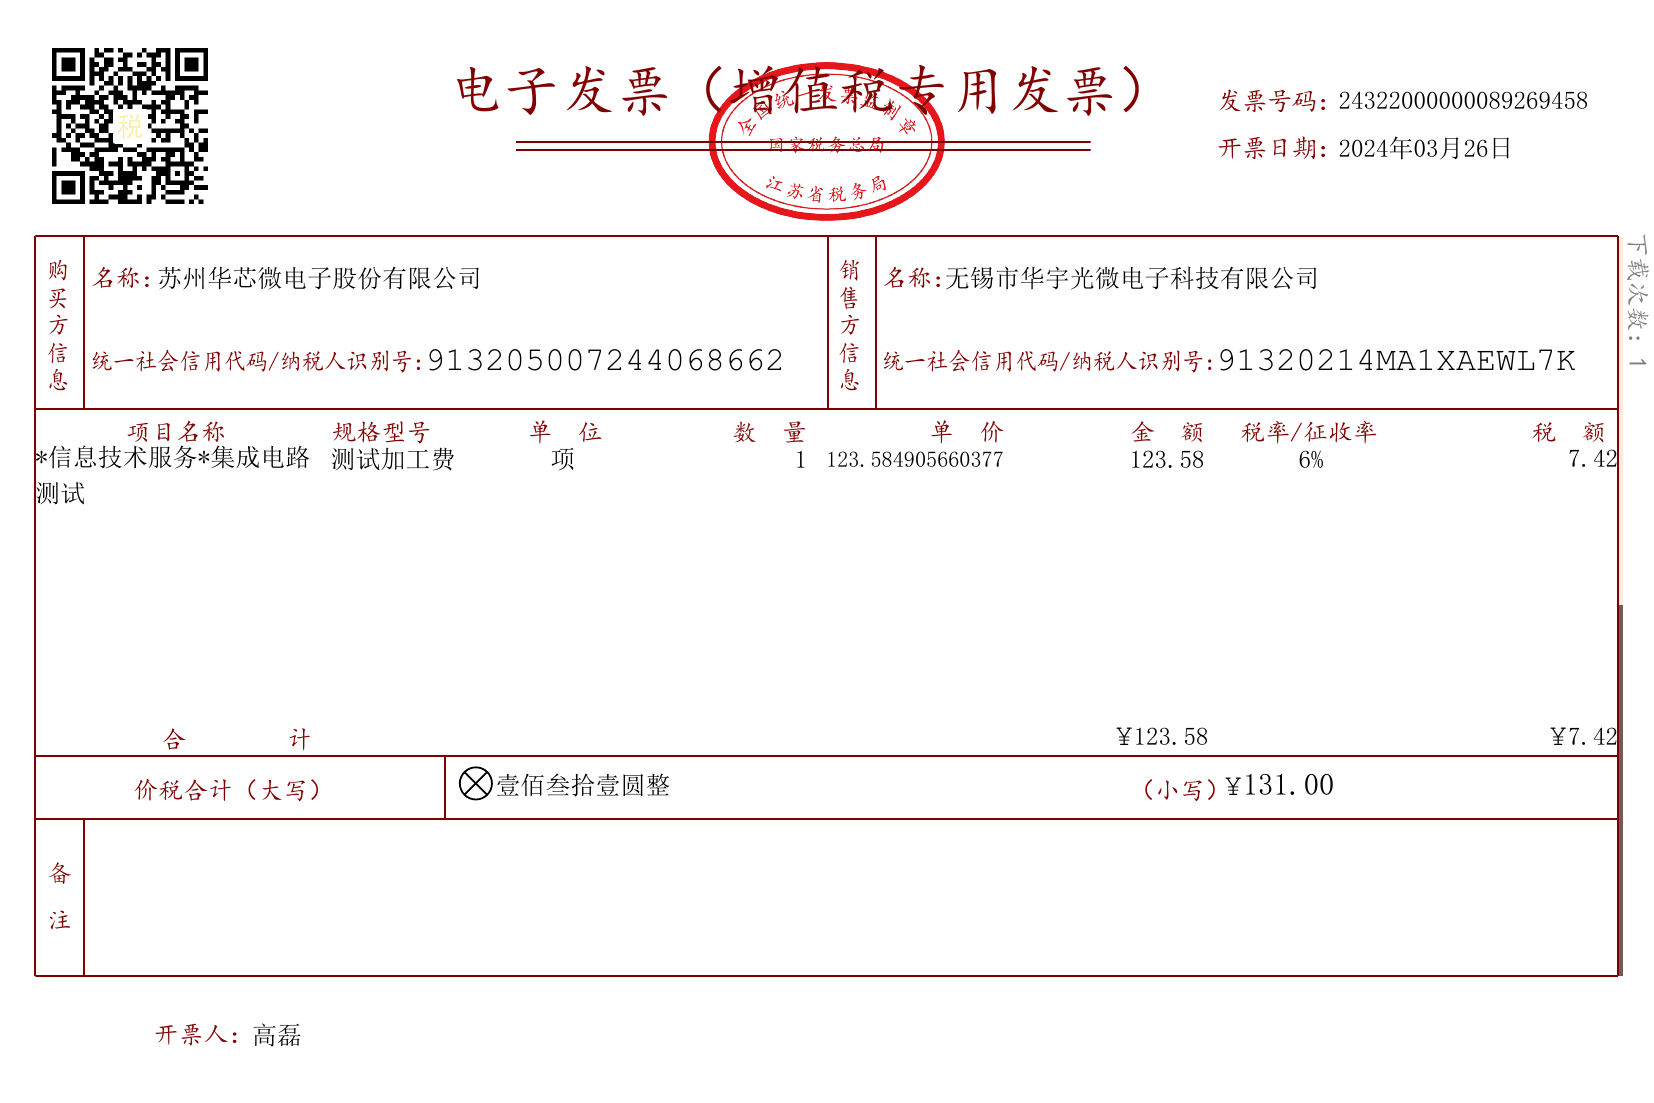 电子发票（增值税专用发票）
全国统一发票监制章
国家税务总局
江苏省税务局
税
发票号码：24322000000089269458
开票日期：2024年03月26日
下载次数：1
购买方信息
名称：苏州华芯微电子股份有限公司
统一社会信用代码/纳税人识别号：913205007244068662
销售方信息
名称：无锡市华宇光微电子科技有限公司
统一社会信用代码/纳税人识别号：91320214MA1XAEWL7K
项目名称 规格型号 单 位 数 量 单 价 金 额 税率/征收率 税 额
*信息技术服务*集成电路 测试加工费 项 1 123.584905660377 123.58 6% 7.42
测试
合 计 ¥123.58 ¥7.42
价税合计（大写） 壹佰叁拾壹圆整 （小写）¥131.00
备注
开票人：高磊